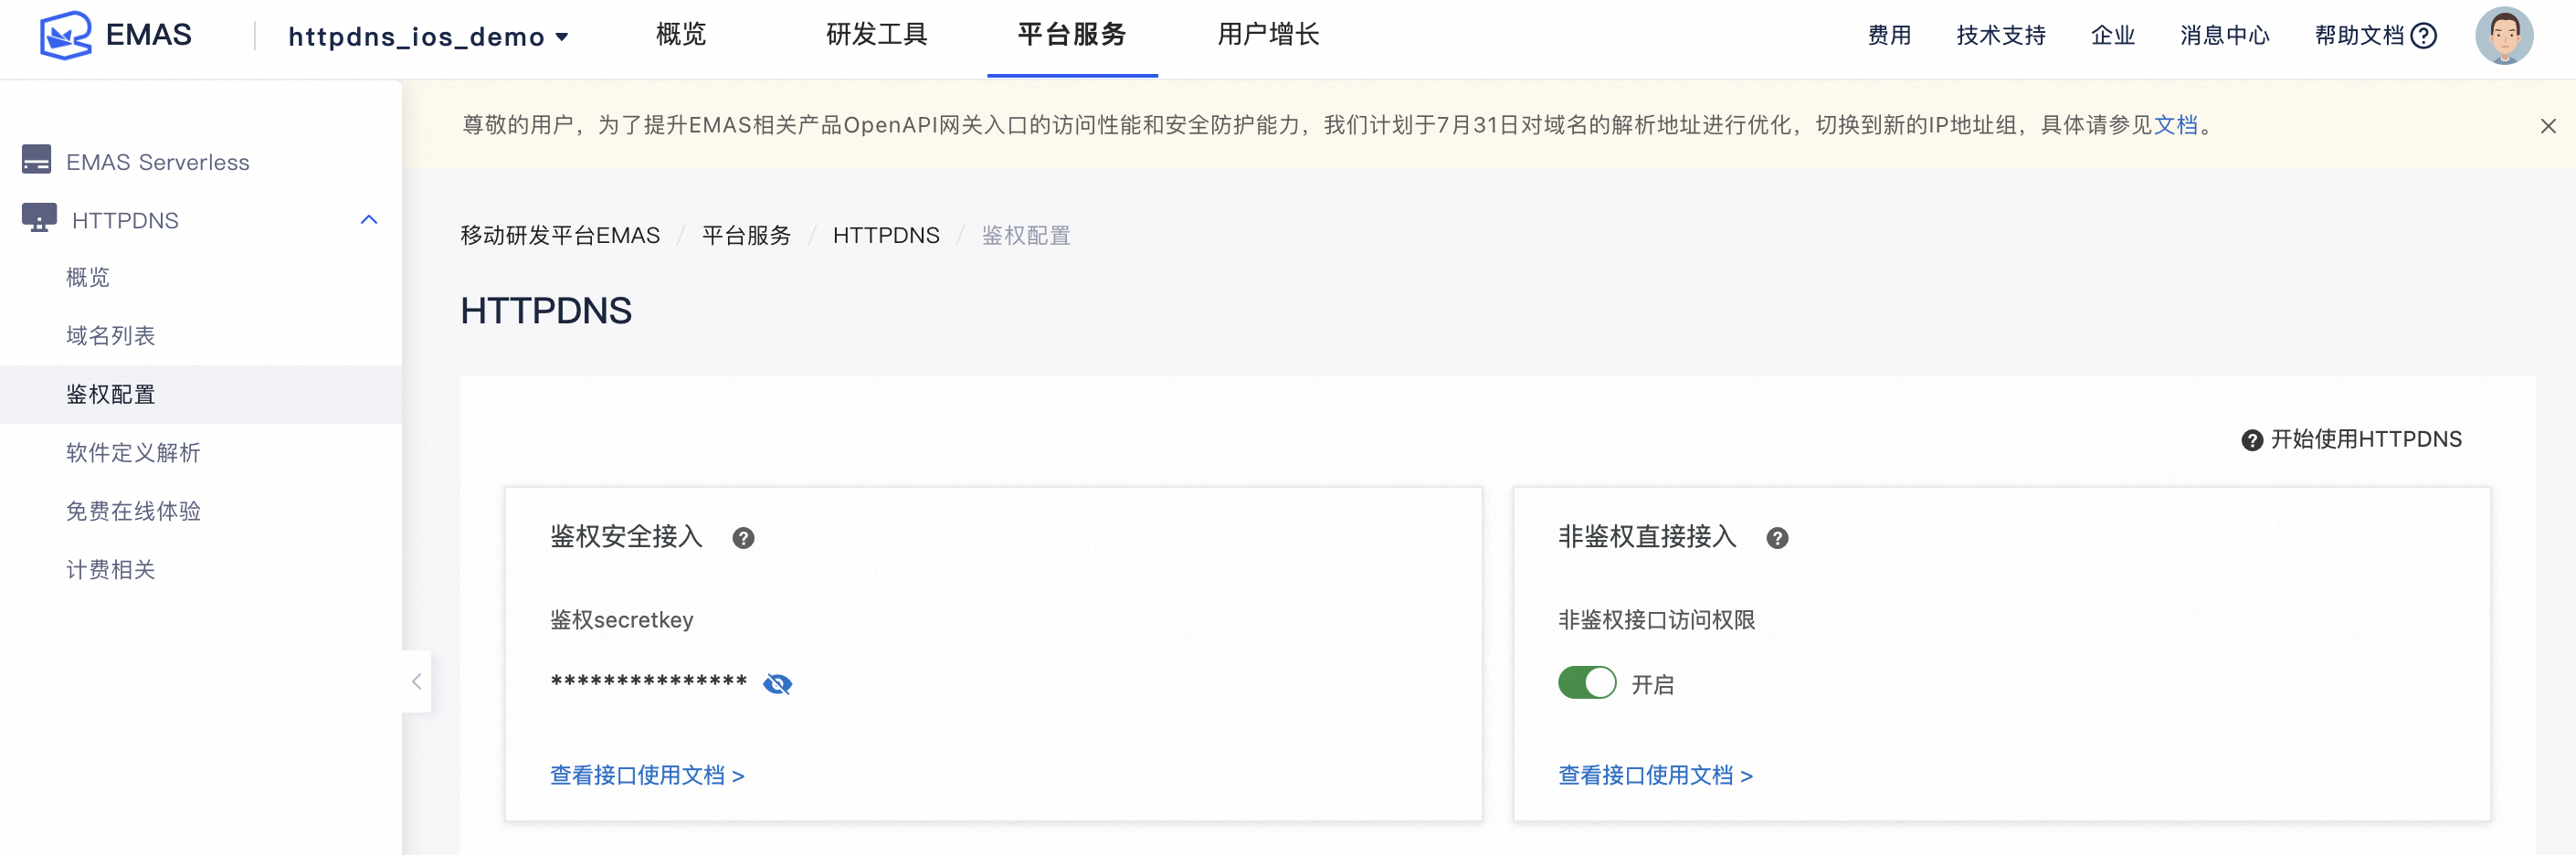 EMAS
httpdns_ios_demo
概览
研发工具
平台服务
用户增长
费用
技术支持
企业
消息中心
帮助文档
尊敬的用户，为了提升EMAS相关产品OpenAPI网关入口的访问性能和安全防护能力，我们计划于7月31日对域名的解析地址进行优化，切换到新的IP地址组，具体请参见文档。
EMAS Serverless
HTTPDNS
概览
域名列表
鉴权配置
软件定义解析
免费在线体验
计费相关
移动研发平台EMAS / 平台服务 / HTTPDNS / 鉴权配置
HTTPDNS
开始使用HTTPDNS
鉴权安全接入
鉴权secretkey
***************
查看接口使用文档 >
非鉴权直接接入
非鉴权接口访问权限
开启
查看接口使用文档 >